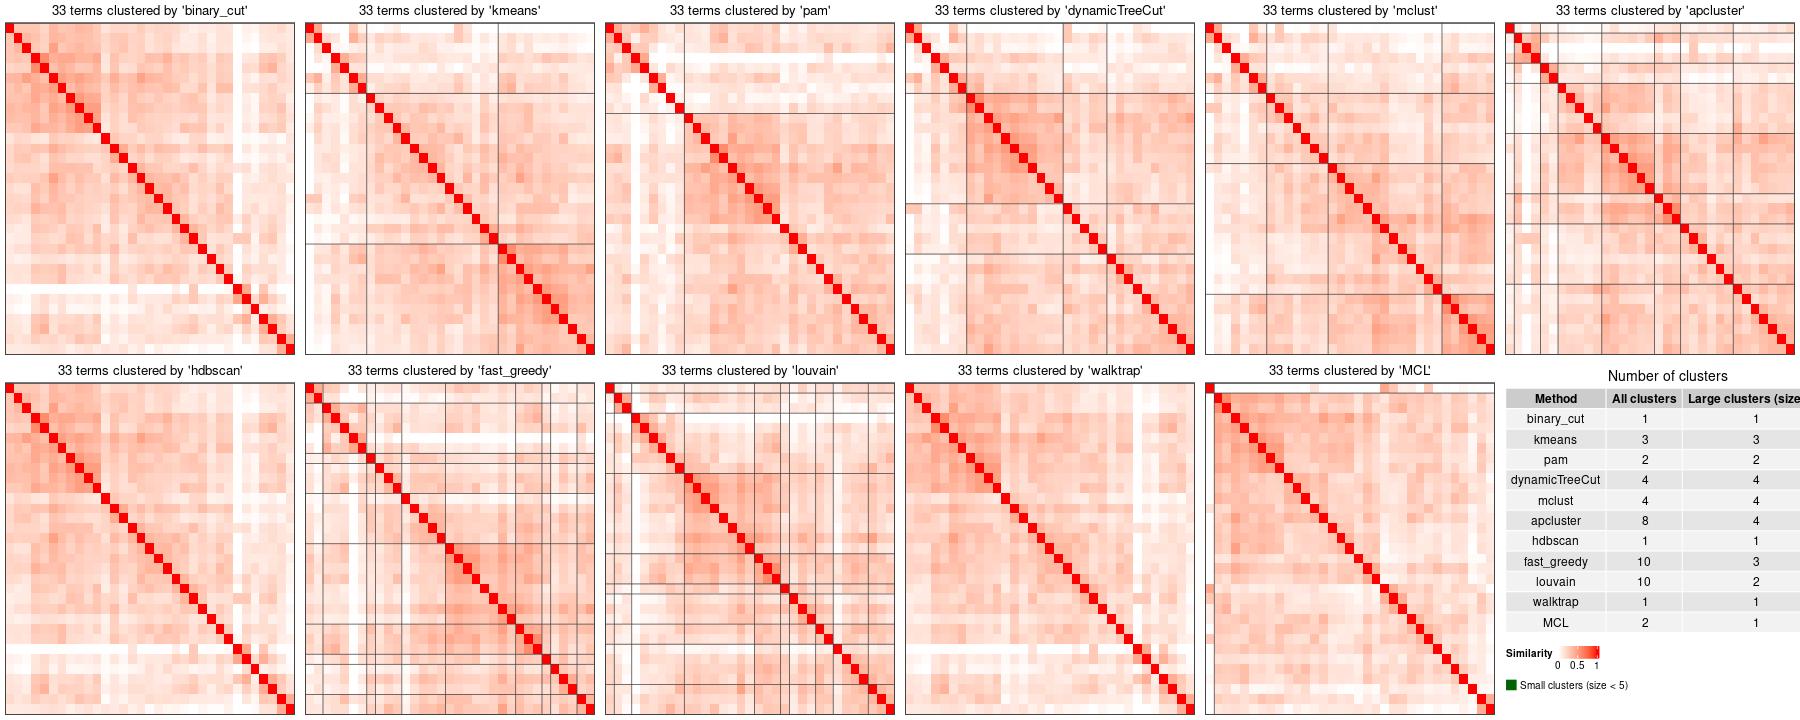 33 terms clustered by 'binary_cut'
33 terms clustered by 'kmeans'
33 terms clustered by 'pam'
33 terms clustered by 'dynamicTreeCut'
33 terms clustered by 'mclust'
33 terms clustered by 'apcluster'
33 terms clustered by 'hdbscan'
33 terms clustered by 'fast_greedy'
33 terms clustered by 'louvain'
33 terms clustered by 'walktrap'
33 terms clustered by 'MCL'
Number of clusters
Method All clusters Large clusters (size
binary_cut 1 1
kmeans 3 3
pam 2 2
dynamicTreeCut 4 4
mclust 4 4
apcluster 8 4
hdbscan 1 1
fast_greedy 10 3
louvain 10 2
walktrap 1 1
MCL 2 1
Similarity
0 0.5 1
Small clusters (size < 5)